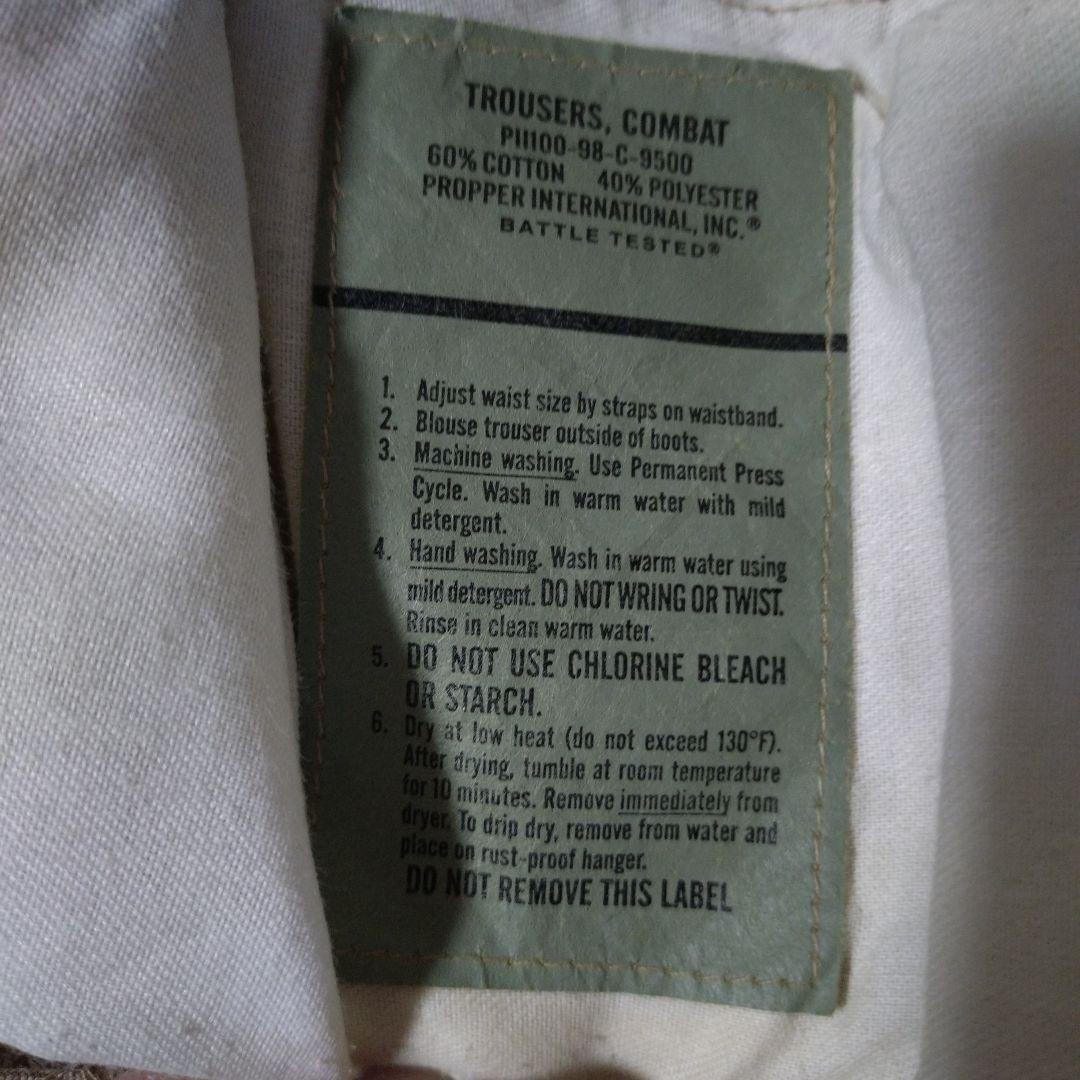 TROUSERS, COMBAT
PIII00-98-C-9500
60% COTTON 40% POLYESTER
PROPPER INTERNATIONAL, INC.®
BATTLE TESTED®
1. Adjust waist size by straps on waistband.
2. Blouse trouser outside of boots.
3. Machine washing. Use Permanent Press
Cycle. Wash in warm water with mild
detergent.
4. Hand washing. Wash in warm water using
mild detergent. DO NOT WRING OR TWIST.
Rinse in clean warm water.
5. DO NOT USE CHLORINE BLEACH
OR STARCH.
6. Dry at low heat (do not exceed 130°F).
After drying, tumble at room temperature
for 10 minutes. Remove immediately from
dryer. To drip dry, remove from water and
place on rust-proof hanger.
DO NOT REMOVE THIS LABEL